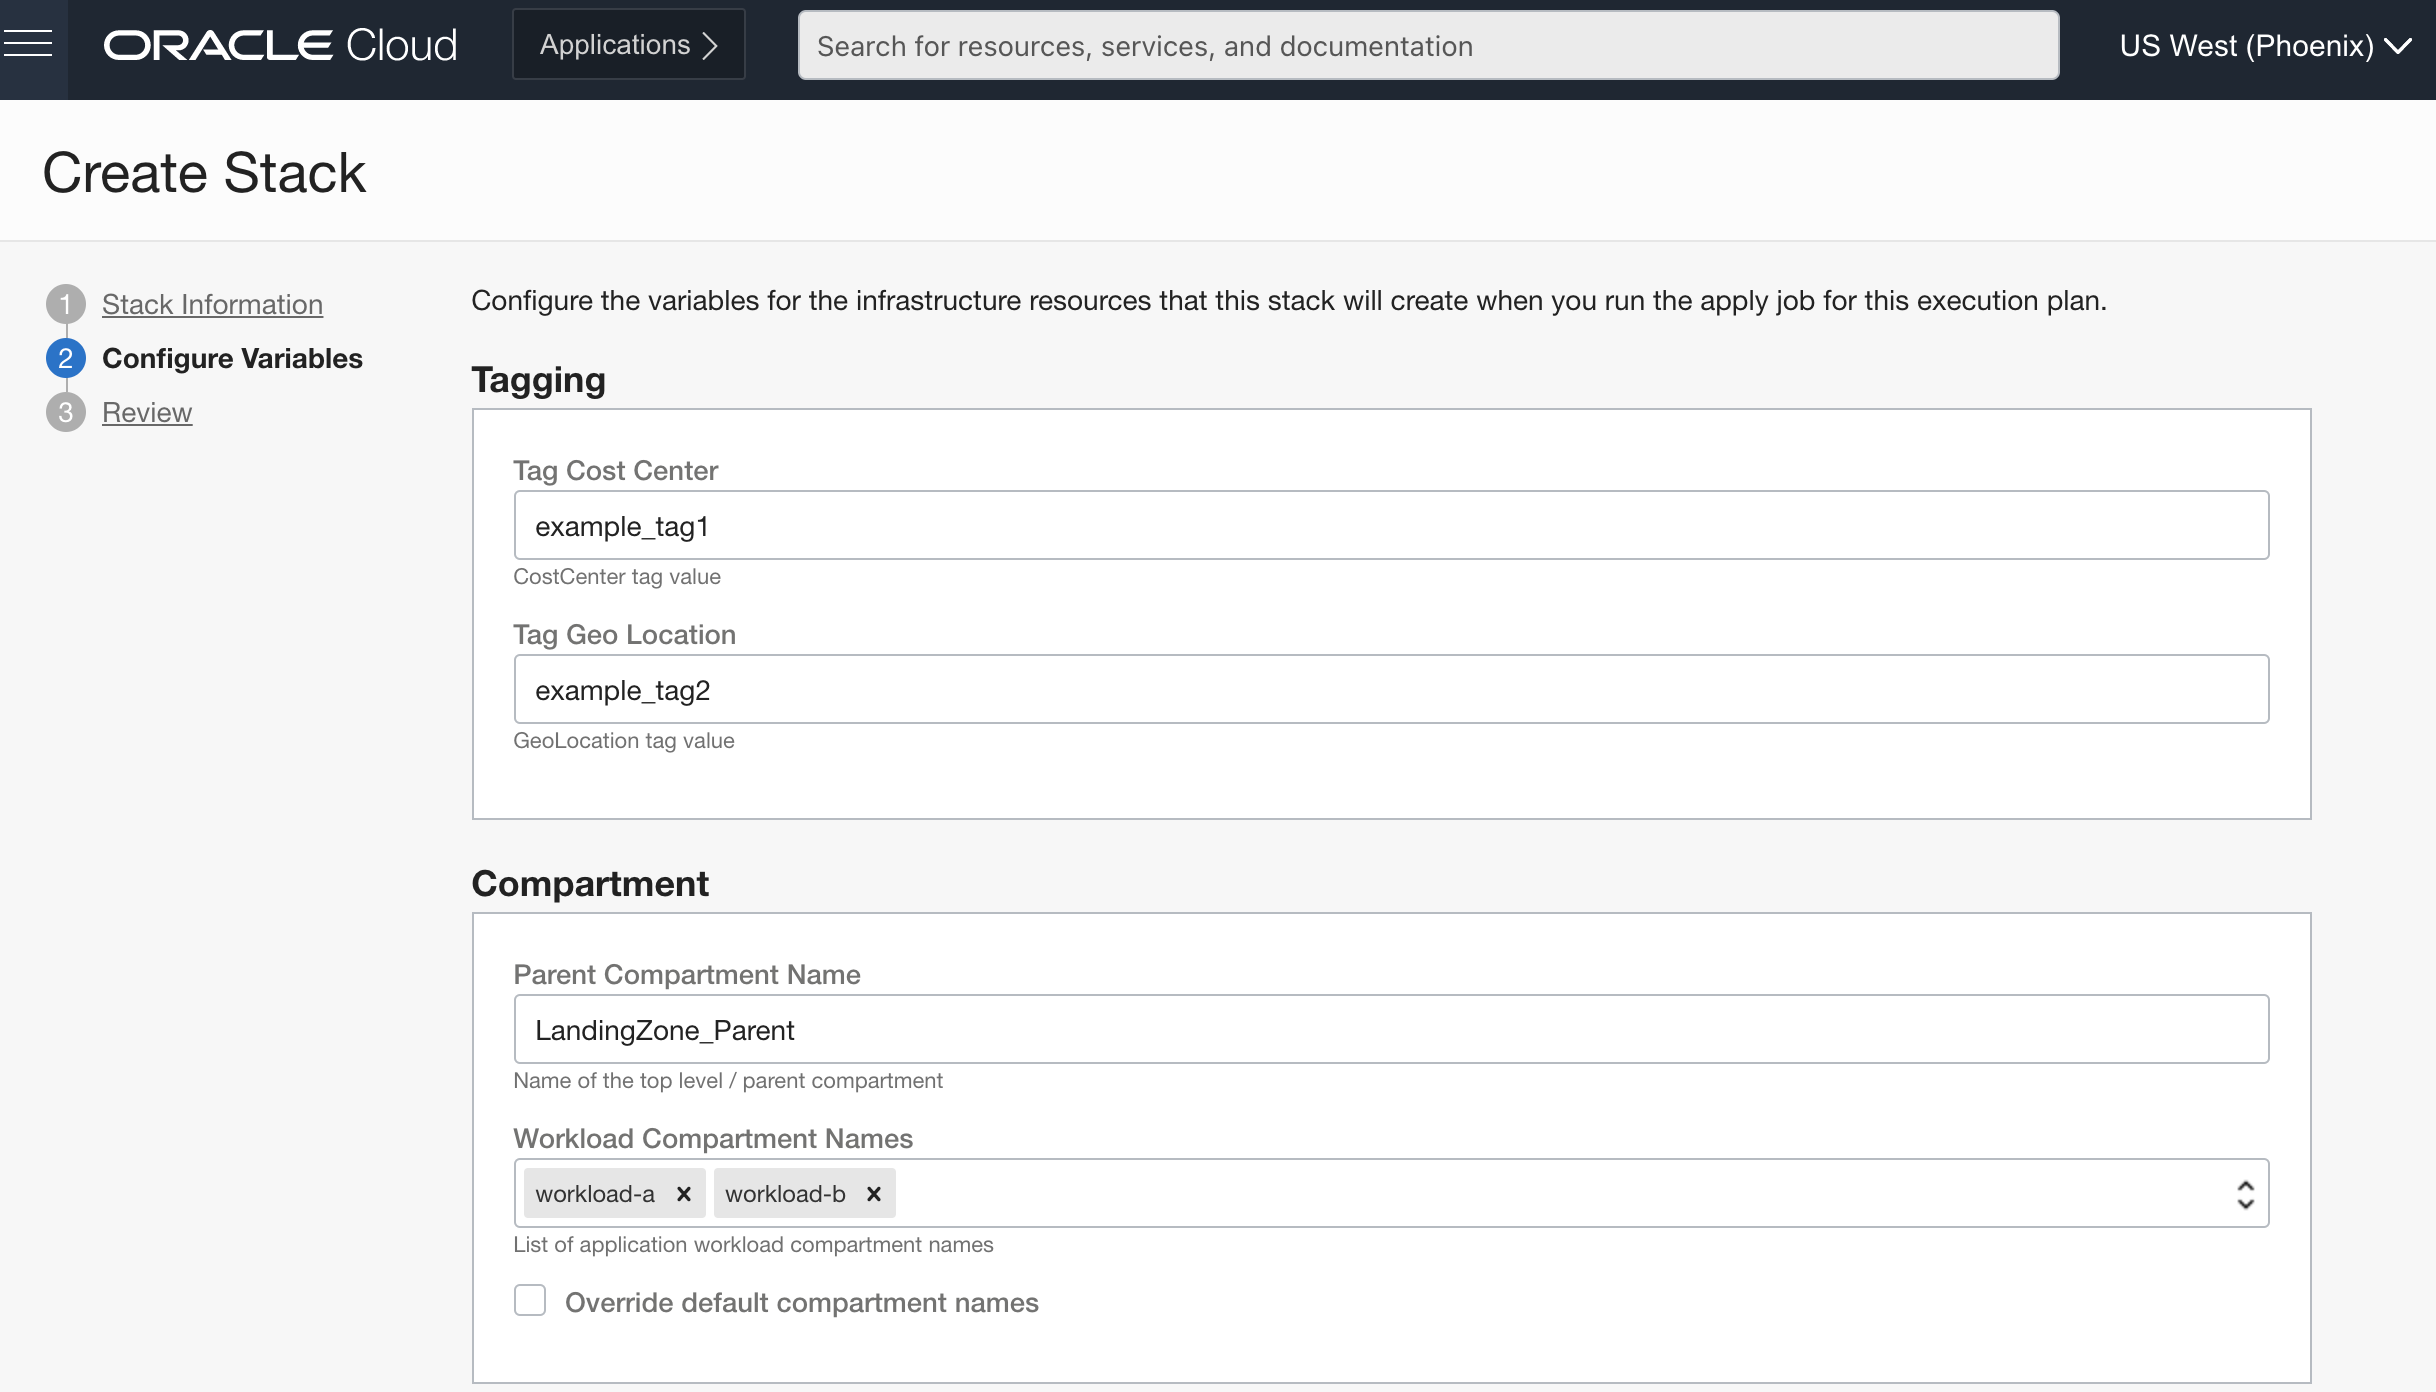 ORACLE Cloud
Applications
Search for resources, services, and documentation
US West (Phoenix)
Create Stack
1 Stack Information
2 Configure Variables
3 Review
Configure the variables for the infrastructure resources that this stack will create when you run the apply job for this execution plan.
Tagging
Tag Cost Center
example_tag1
CostCenter tag value
Tag Geo Location
example_tag2
GeoLocation tag value
Compartment
Parent Compartment Name
LandingZone_Parent
Name of the top level / parent compartment
Workload Compartment Names
workload-a workload-b
List of application workload compartment names
Override default compartment names